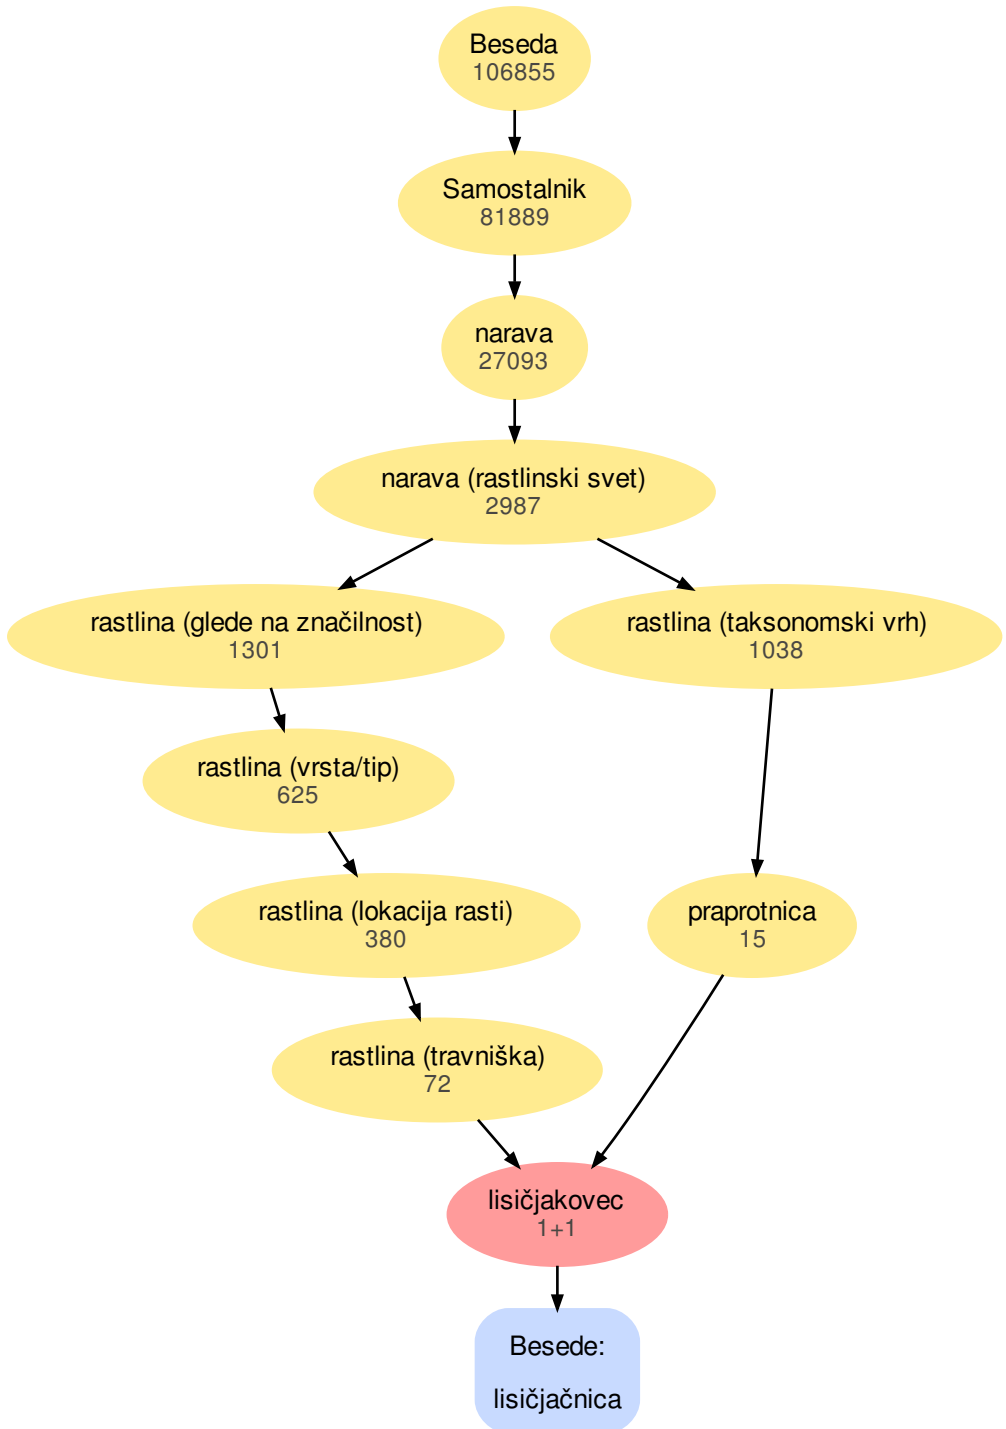 Beseda
106855
Samostalnik
81889
narava
27093
narava (rastlinski svet)
2987
rastlina (glede na značilnost)
1301
rastlina (taksonomski vrh)
1038
rastlina (vrsta/tip)
625
rastlina (lokacija rasti)
380
praprotnica
15
rastlina (travniška)
72
lisičjakovec
1+1
Besede:
lisičjačnica